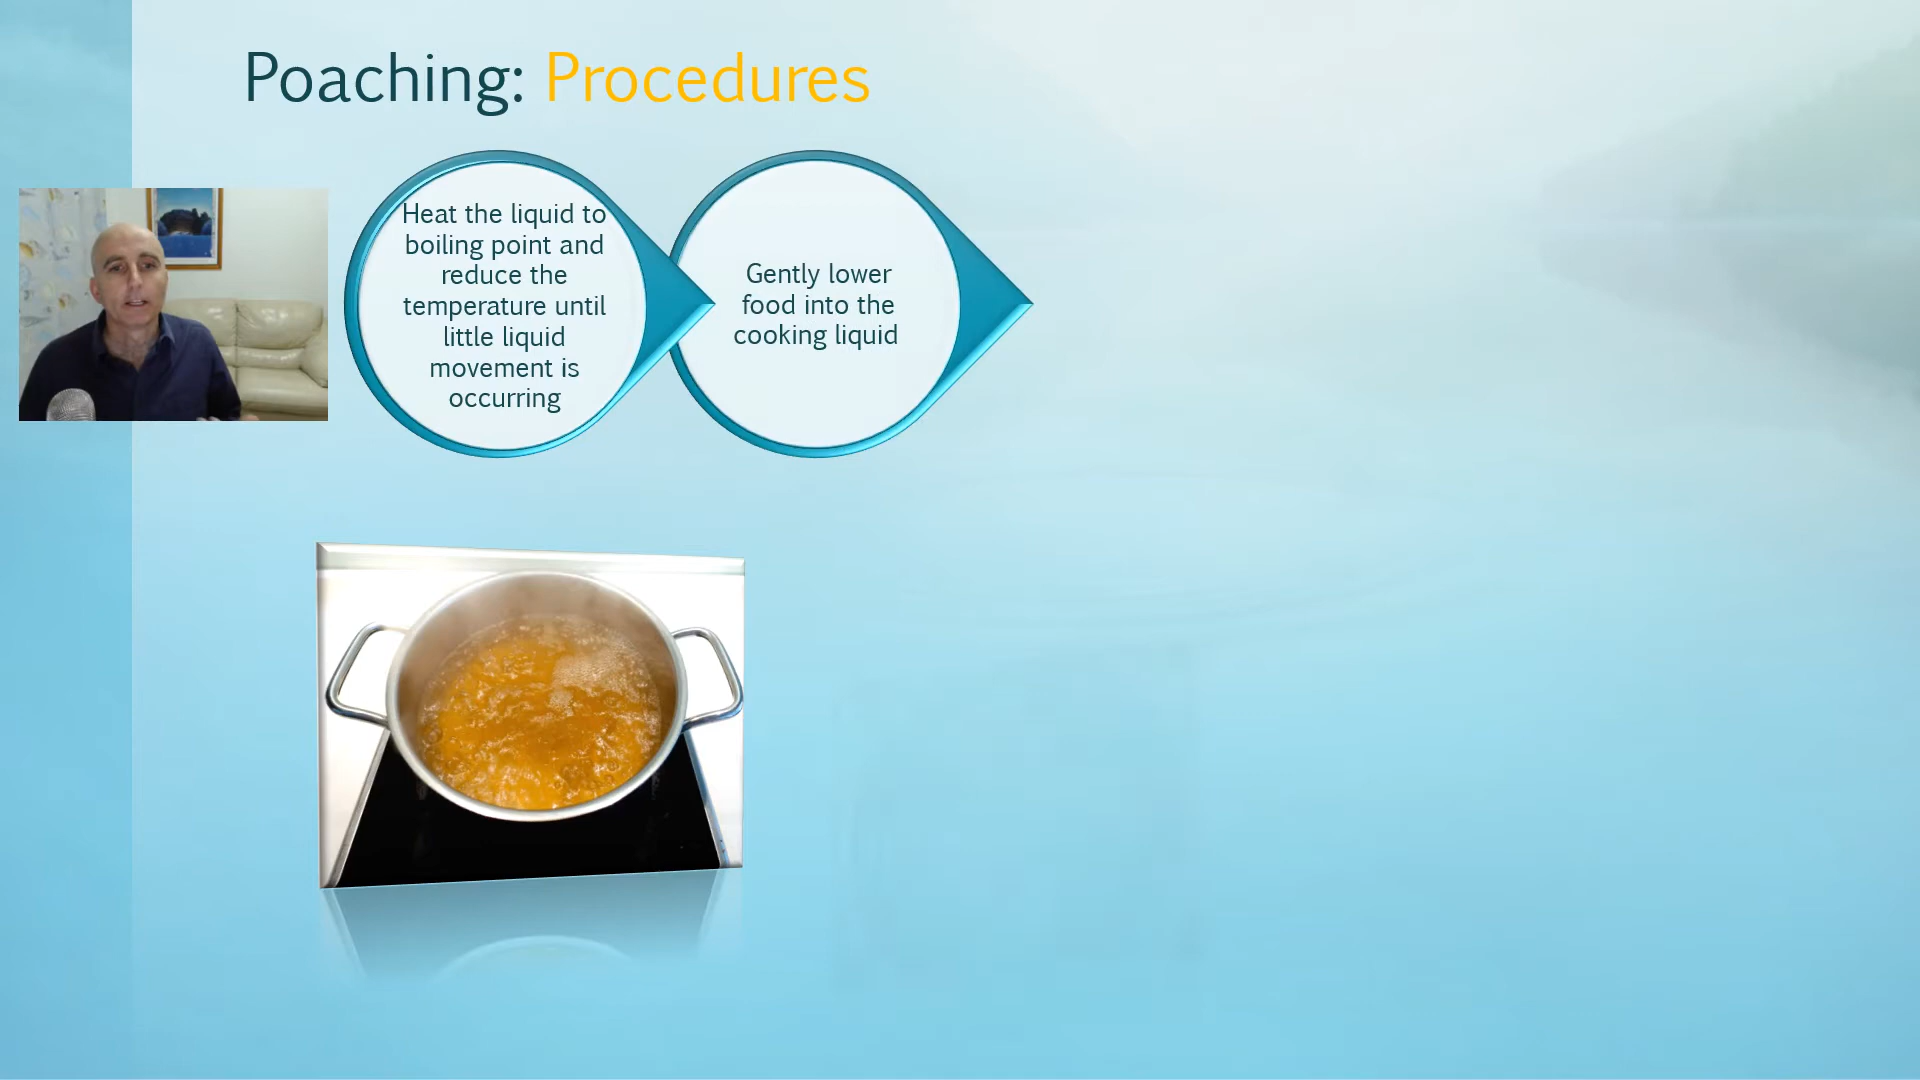 Poaching: Procedures
Heat the liquid to
boiling point and
reduce the
temperature until
little liquid
movement is
occurring
Gently lower
food into the
cooking liquid